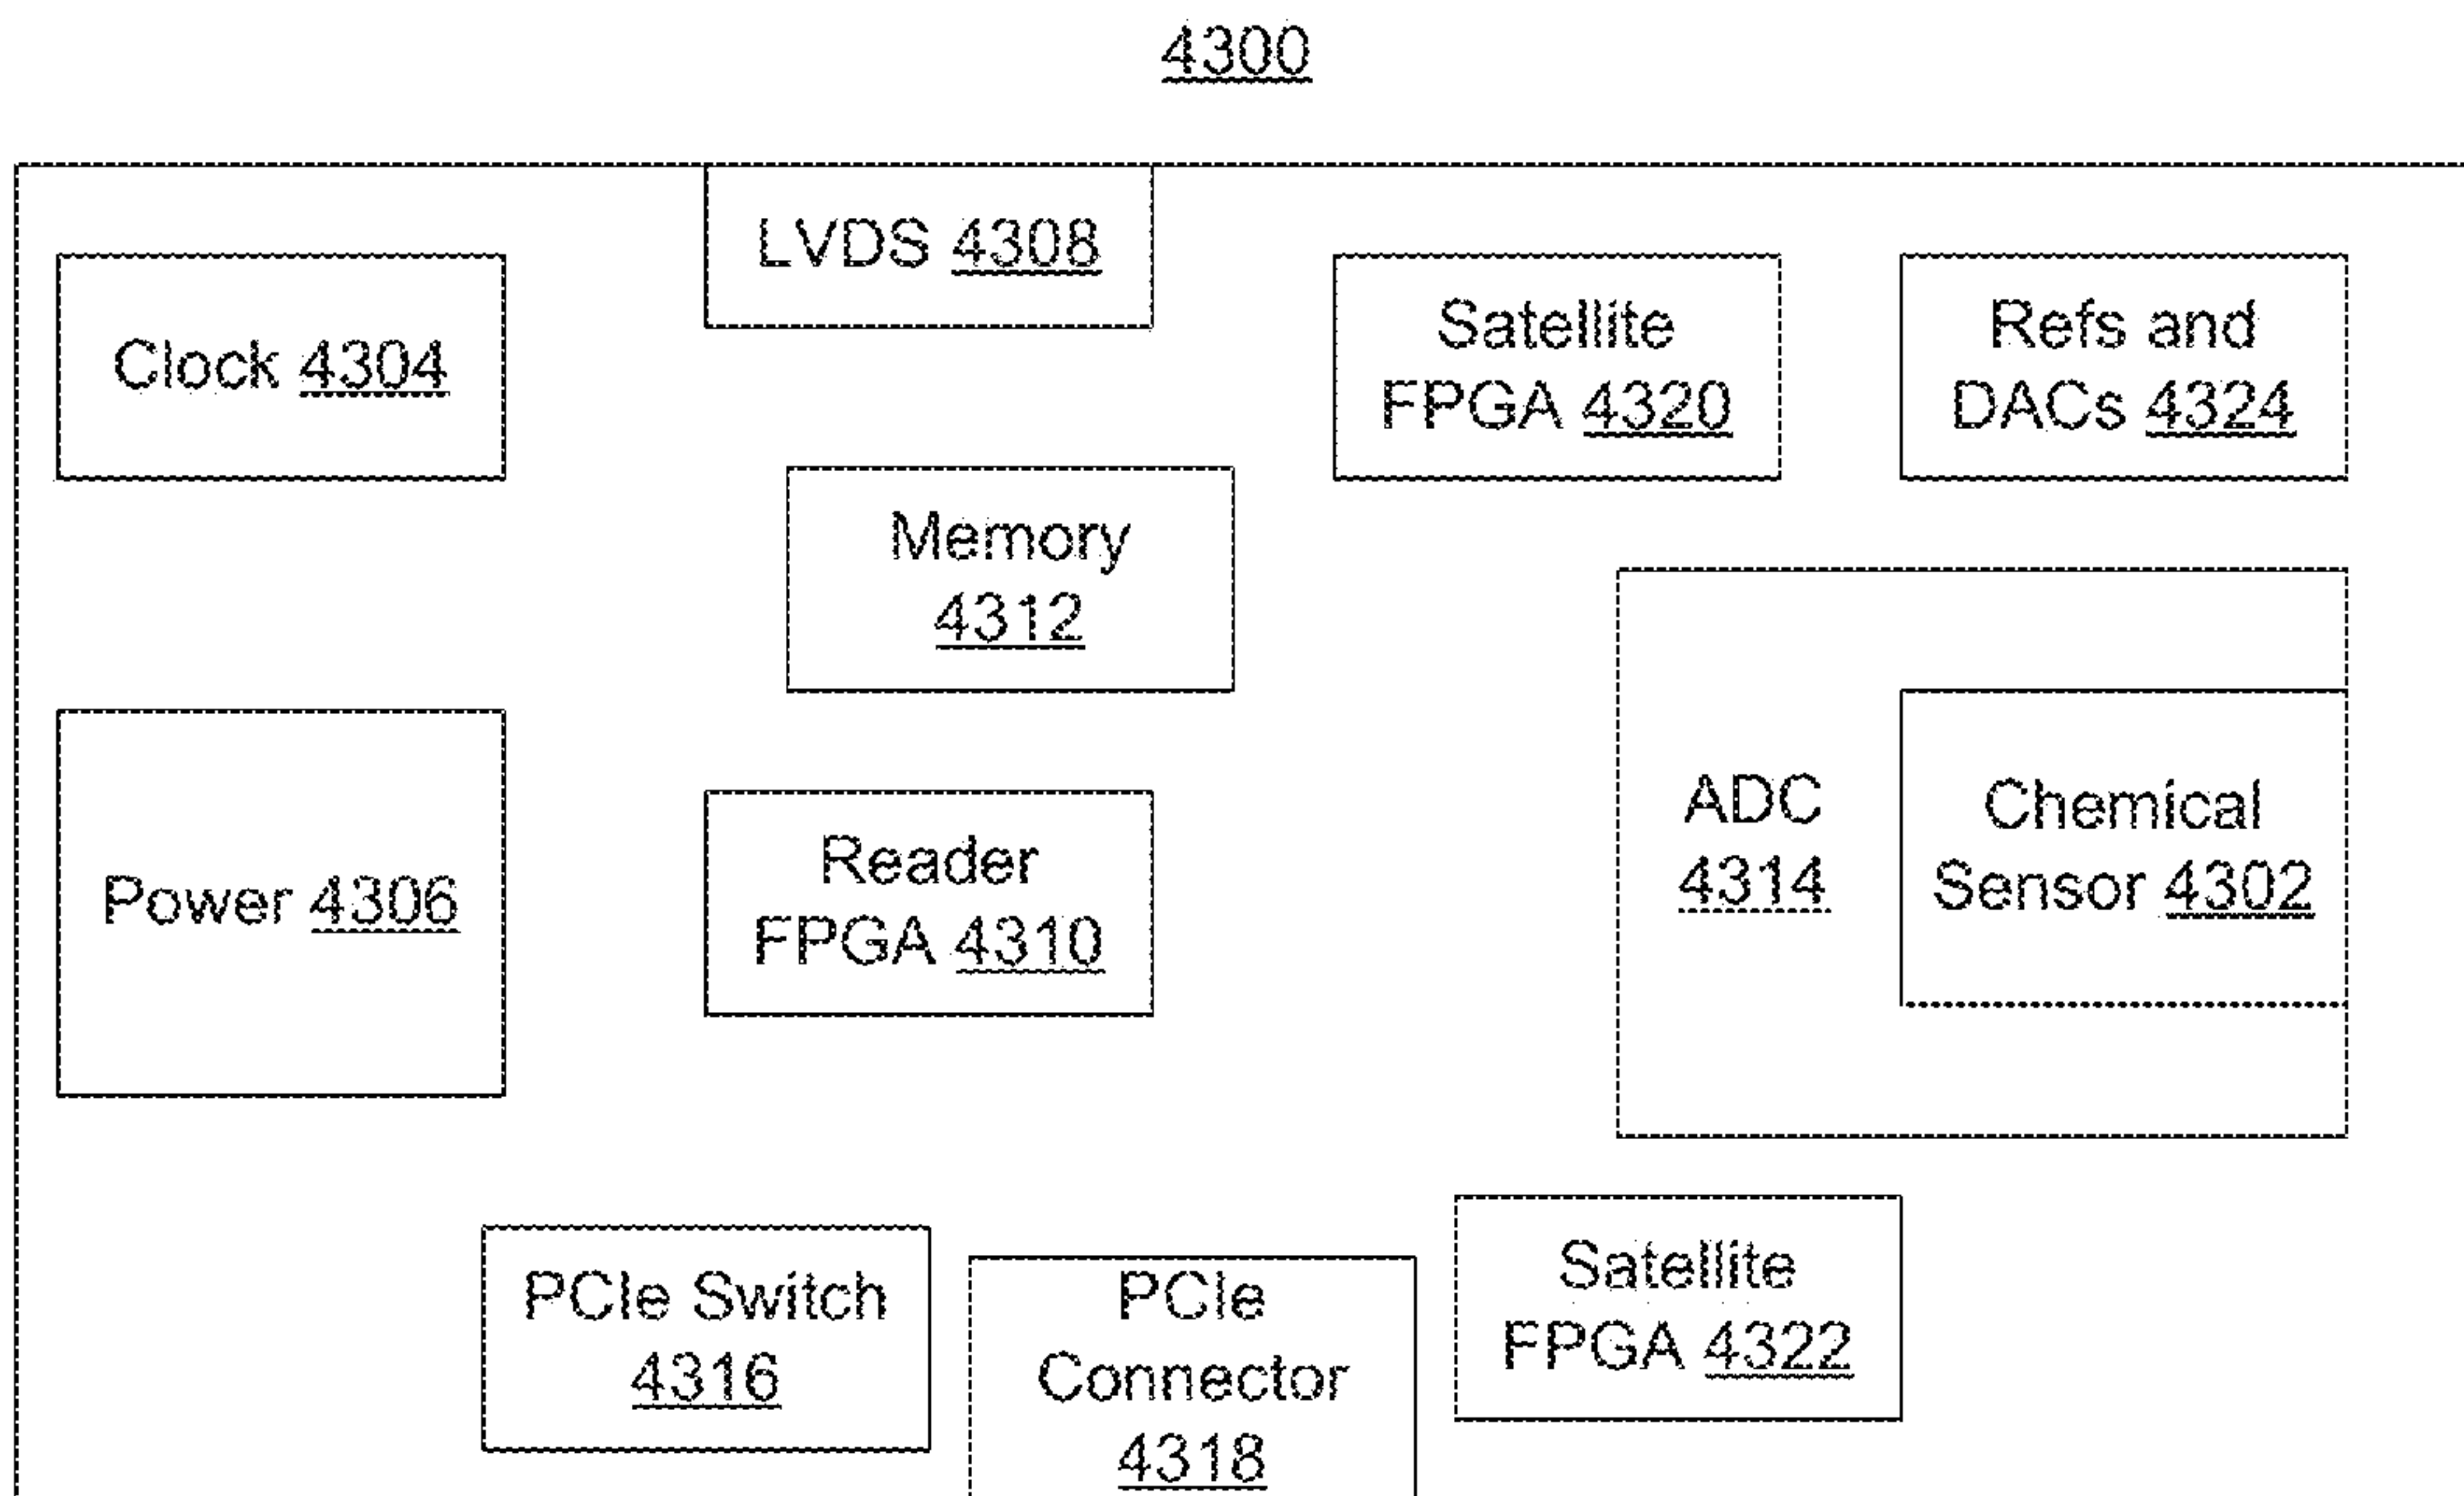 4300
LVDS 4308
Clock 4304
Satellite
FPGA 4320
Refs and
DACs 4324
Memory
4312
ADC
4314
Chemical
Sensor 4302
Power 4306
Reader
FPGA 4310
PCIe Switch
4316
PCIe
Connector
4318
Satellite
FPGA 4322